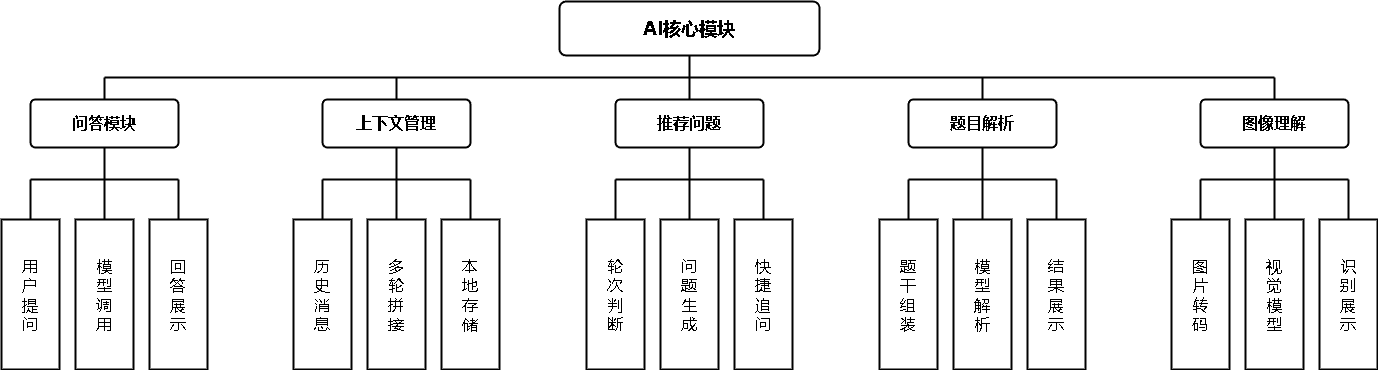 AI核心模块
问答模块
上下文管理
推荐问题
题目解析
图像理解
用户提问
模型调用
回答展示
历史消息
多轮拼接
本地存储
轮次判断
问题生成
快捷追问
题干组装
模型解析
结果展示
图片转码
视觉模型
识别展示